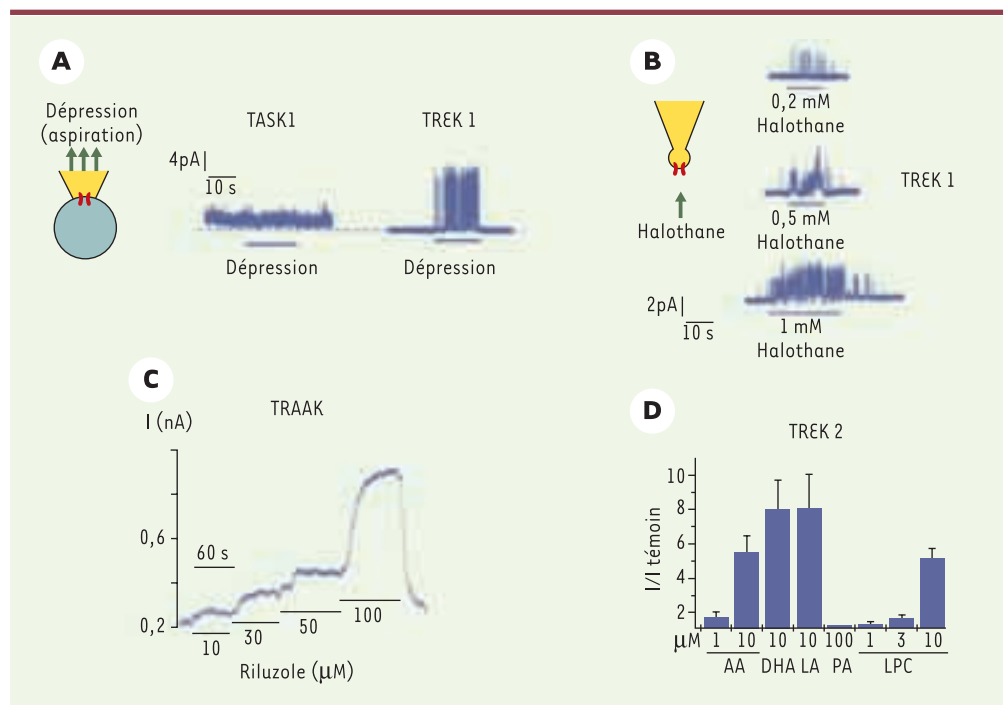 A
Dépression
(aspiration)
TASK1
TREK 1
4pA
10 s
Dépression
Dépression
B
0,2 mM
Halothane
0,5 mM
Halothane
TREK 1
Halothane
2pA
10 s
1 mM
Halothane
C
TRAAK
I (nA)
0,6
0,2
60 s
10
30
50
100
Riluzole (μM)
D
TREK 2
I/I témoin
10
8
6
4
2
μM 1 10 10 10 100 1 3 10
AA DHA LA PA LPC